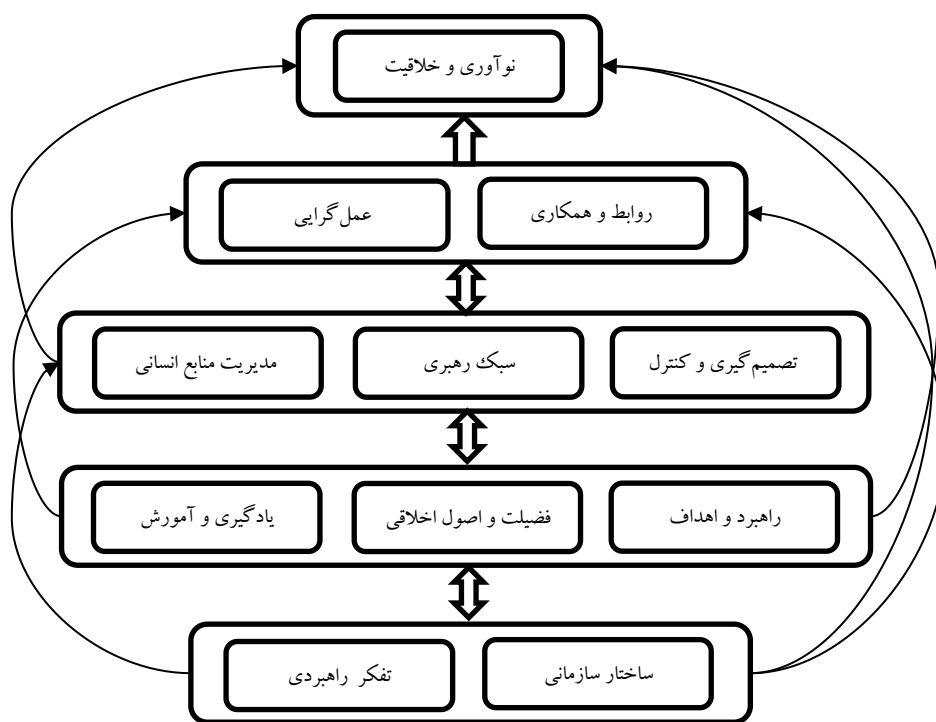 نوآوری و خلاقیت
روابط و همکاری
عمل‌گرایی
تصمیم‌گیری و کنترل
سبک رهبری
مدیریت منابع انسانی
راهبرد و اهداف
فضیلت و اصول اخلاقی
یادگیری و آمورش
ساختار سازمانی
تفکر راهبردی